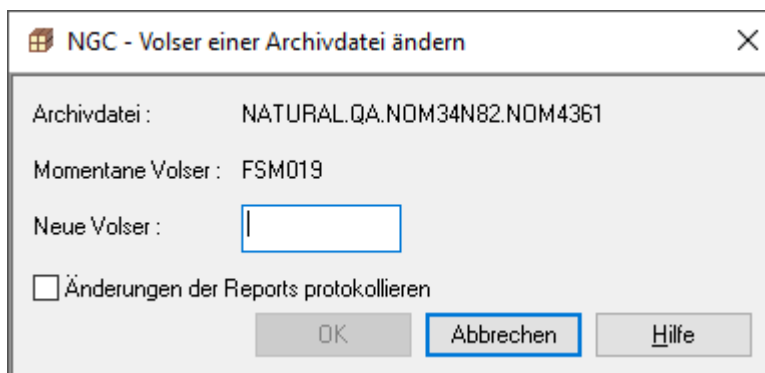 NGC - Volser einer Archivdatei ändern
Archivdatei : NATURAL.QA.NOM34N82.NOM4361
Momentane Volser : FSM019
Neue Volser :
Änderungen der Reports protokollieren
OK Abbrechen Hilfe